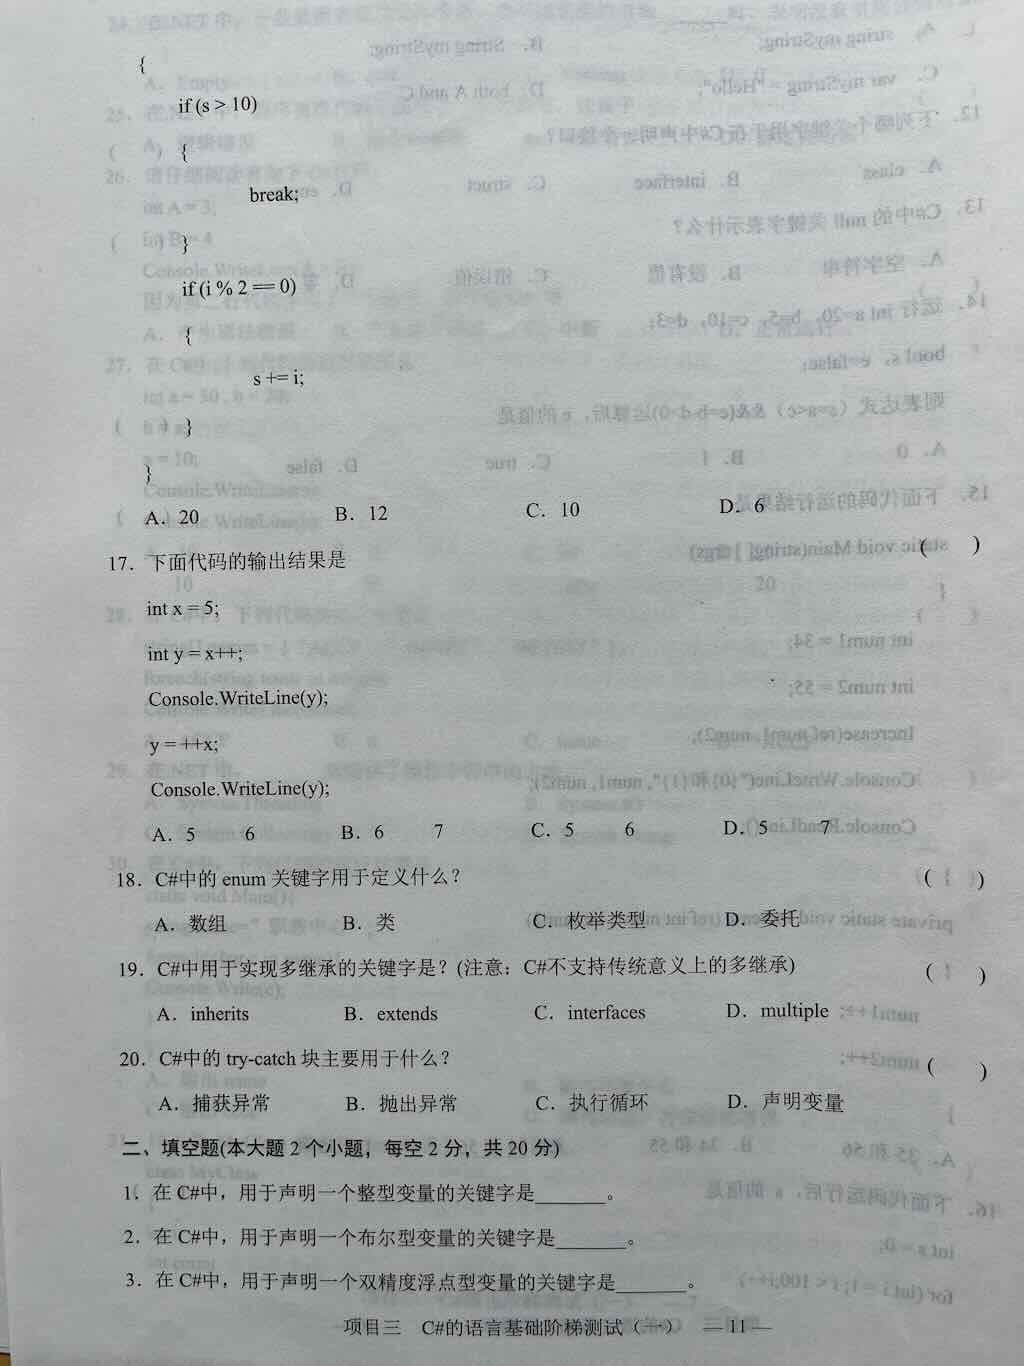 {
if (s > 10)
{
break;
}
if (i % 2 == 0)
{
s += i;
}
}
A. 20 B. 12 C. 10 D. 6
17. 下面代码的输出结果是 ( )
int x = 5;
int y = x++;
Console.WriteLine(y);
y = ++x;
Console.WriteLine(y);
A. 5 6 B. 6 7 C. 5 6 D. 5 7
18. C#中的 enum 关键字用于定义什么? ( )
A. 数组 B. 类 C. 枚举类型 D. 委托
19. C#中用于实现多继承的关键字是? (注意: C#不支持传统意义上的多继承) ( )
A. inherits B. extends C. interfaces D. multiple
20. C#中的 try-catch 块主要用于什么? ( )
A. 捕获异常 B. 抛出异常 C. 执行循环 D. 声明变量
二、填空题(本大题 2 个小题, 每空 2 分, 共 20 分)
1. 在 C#中, 用于声明一个整型变量的关键字是______。
2. 在 C#中, 用于声明一个布尔型变量的关键字是______。
3. 在 C#中, 用于声明一个双精度浮点型变量的关键字是______。
项目三 C#的语言基础阶梯测试(一) — 11 —